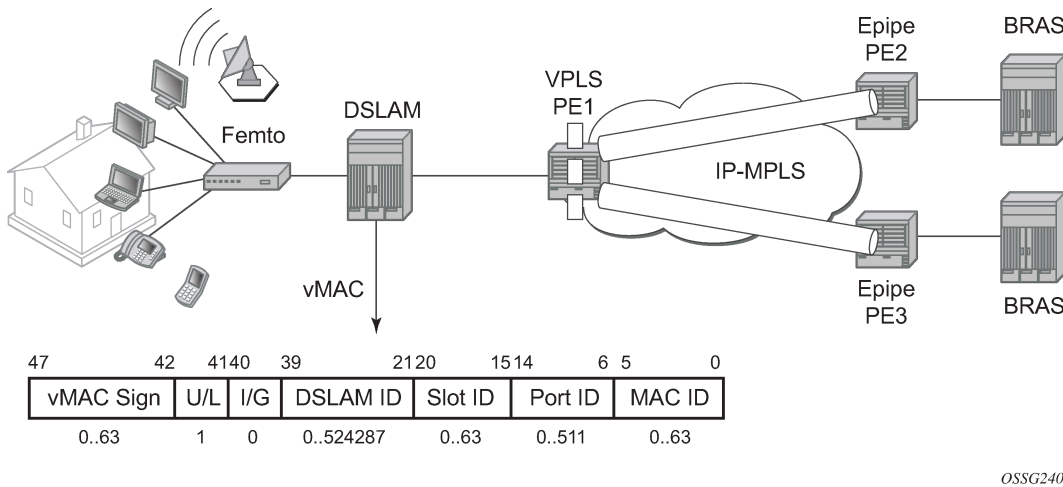 Epipe
PE2
BRAS
VPLS
PE1
DSLAM
Femto
IP-MPLS
vMAC
Epipe
PE3
BRAS
47 42 41 40 39 21 20 15 14 6 5 0
vMAC Sign U/L I/G DSLAM ID Slot ID Port ID MAC ID
0..63 1 0 0..524287 0..63 0..511 0..63
OSSG240